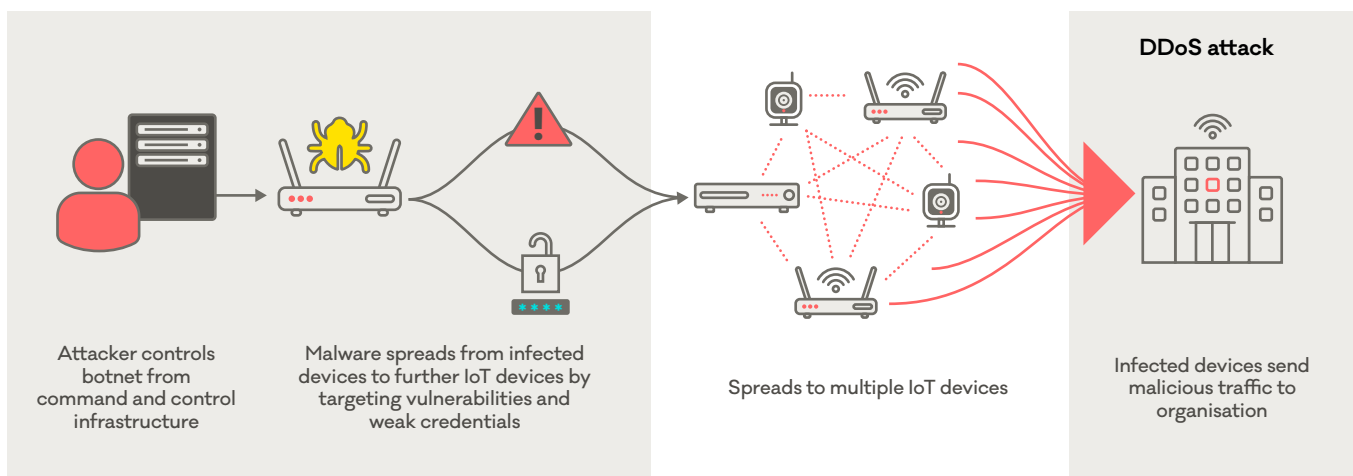 DDoS attack
! 
****
Attacker controls
botnet from
command and control
infrastructure
Malware spreads from infected
devices to further IoT devices by
targeting vulnerabilities and
weak credentials
Spreads to multiple IoT devices
Infected devices send
malicious traffic to
organisation